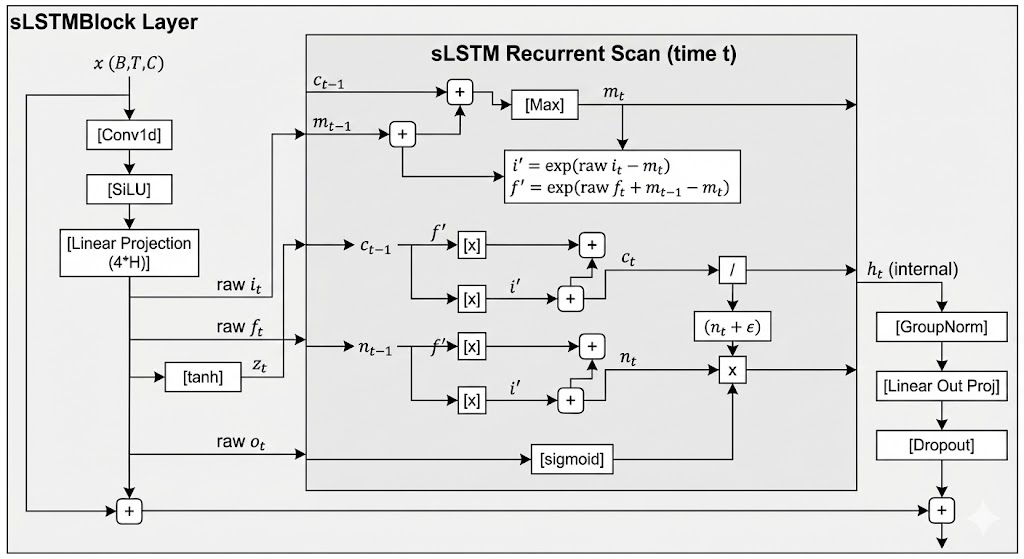 sLSTMBlock Layer
x (B,T,C)
[Conv1d]
[SiLU]
[Linear Projection
(4*H)]
raw i_t
raw f_t
[tanh]
z_t
raw o_t
+
sLSTM Recurrent Scan (time t)
c_{t−1}
+
[Max]
m_t
m_{t−1}
+
i′ = exp(raw i_t − m_t)
f′ = exp(raw f_t + m_{t−1} − m_t)
c_{t−1}
f′
[x]
+
[x]
i′
+
c_t
/
(n_t + ϵ)
n_{t−1}
f′
[x]
+
[x]
i′
+
n_t
x
[sigmoid]
h_t (internal)
[GroupNorm]
[Linear Out Proj]
[Dropout]
+